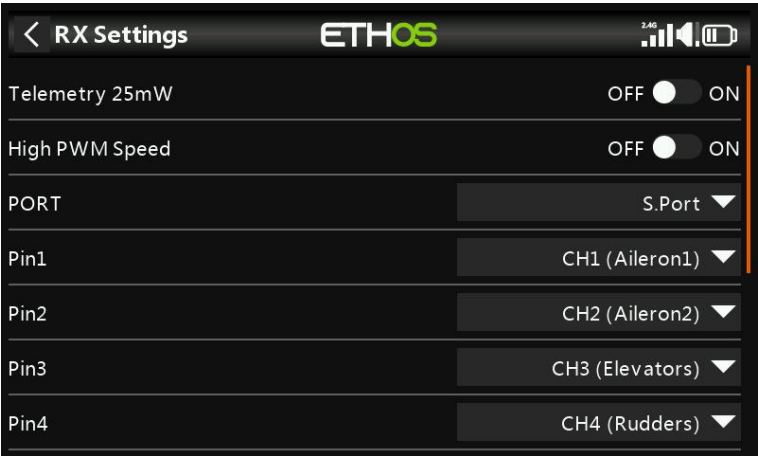 RX Settings ETHOS 2.4G
Telemetry 25mW OFF ON
High PWM Speed OFF ON
PORT S.Port
Pin1 CH1 (Aileron1)
Pin2 CH2 (Aileron2)
Pin3 CH3 (Elevators)
Pin4 CH4 (Rudders)